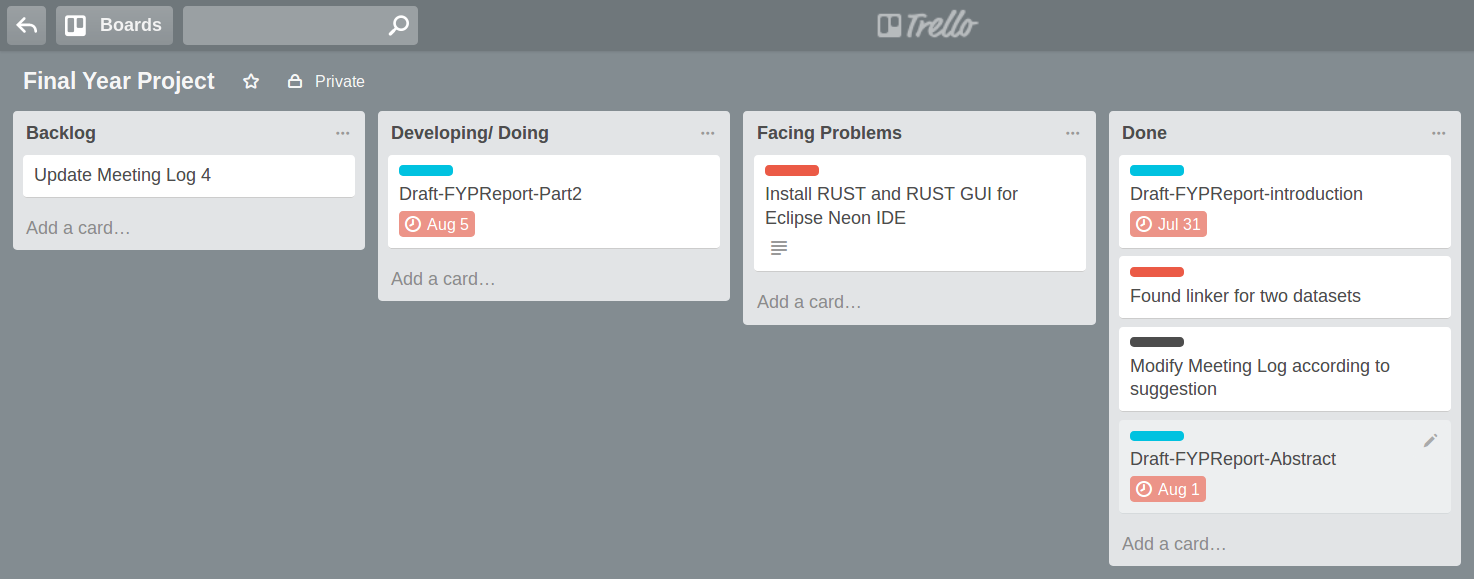 Boards
Trello
Final Year Project
Private
Backlog
Update Meeting Log 4
Add a card…
Developing/ Doing
Draft-FYPReport-Part2
Aug 5
Add a card…
Facing Problems
Install RUST and RUST GUI for
Eclipse Neon IDE
Add a card…
Done
Draft-FYPReport-introduction
Jul 31
Found linker for two datasets
Modify Meeting Log according to
suggestion
Draft-FYPReport-Abstract
Aug 1
Add a card…